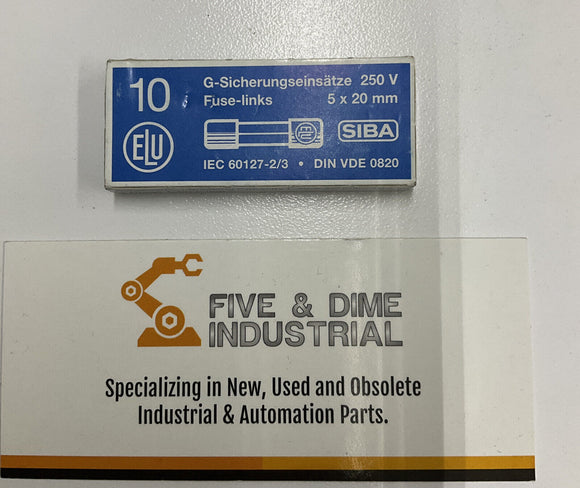 10
G-Sicherungseinsätze 250 V
Fuse-links 5 x 20 mm
ELU
SIBA
IEC 60127-2/3 • DIN VDE 0820
FIVE & DIME
INDUSTRIAL
Specializing in New, Used and Obsolete
Industrial & Automation Parts.